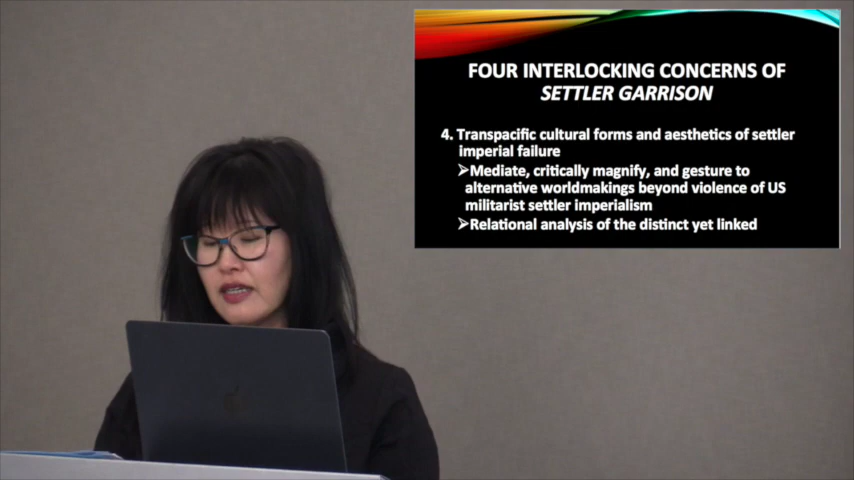 FOUR INTERLOCKING CONCERNS OF
SETTLER GARRISON
4. Transpacific cultural forms and aesthetics of settler
imperial failure
➢Mediate, critically magnify, and gesture to
alternative worldmakings beyond violence of US
militarist settler imperialism
➢Relational analysis of the distinct yet linked